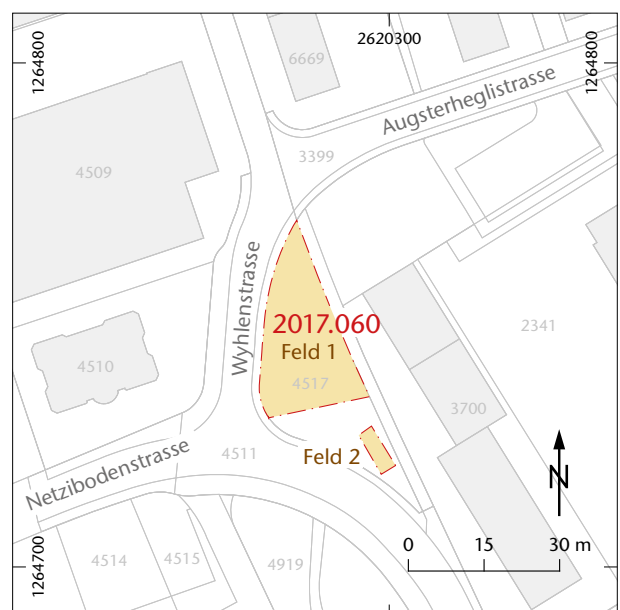 2620300
1264800
1264800
6669
Augsterheglistrasse
3399
4509
Wyhlenstrasse
2017.060
Feld 1
2341
4510
4517
3700
Feld 2
4511
Netzibodenstrasse
N
0 15 30 m
4514
4515
4919
1264700
1264700